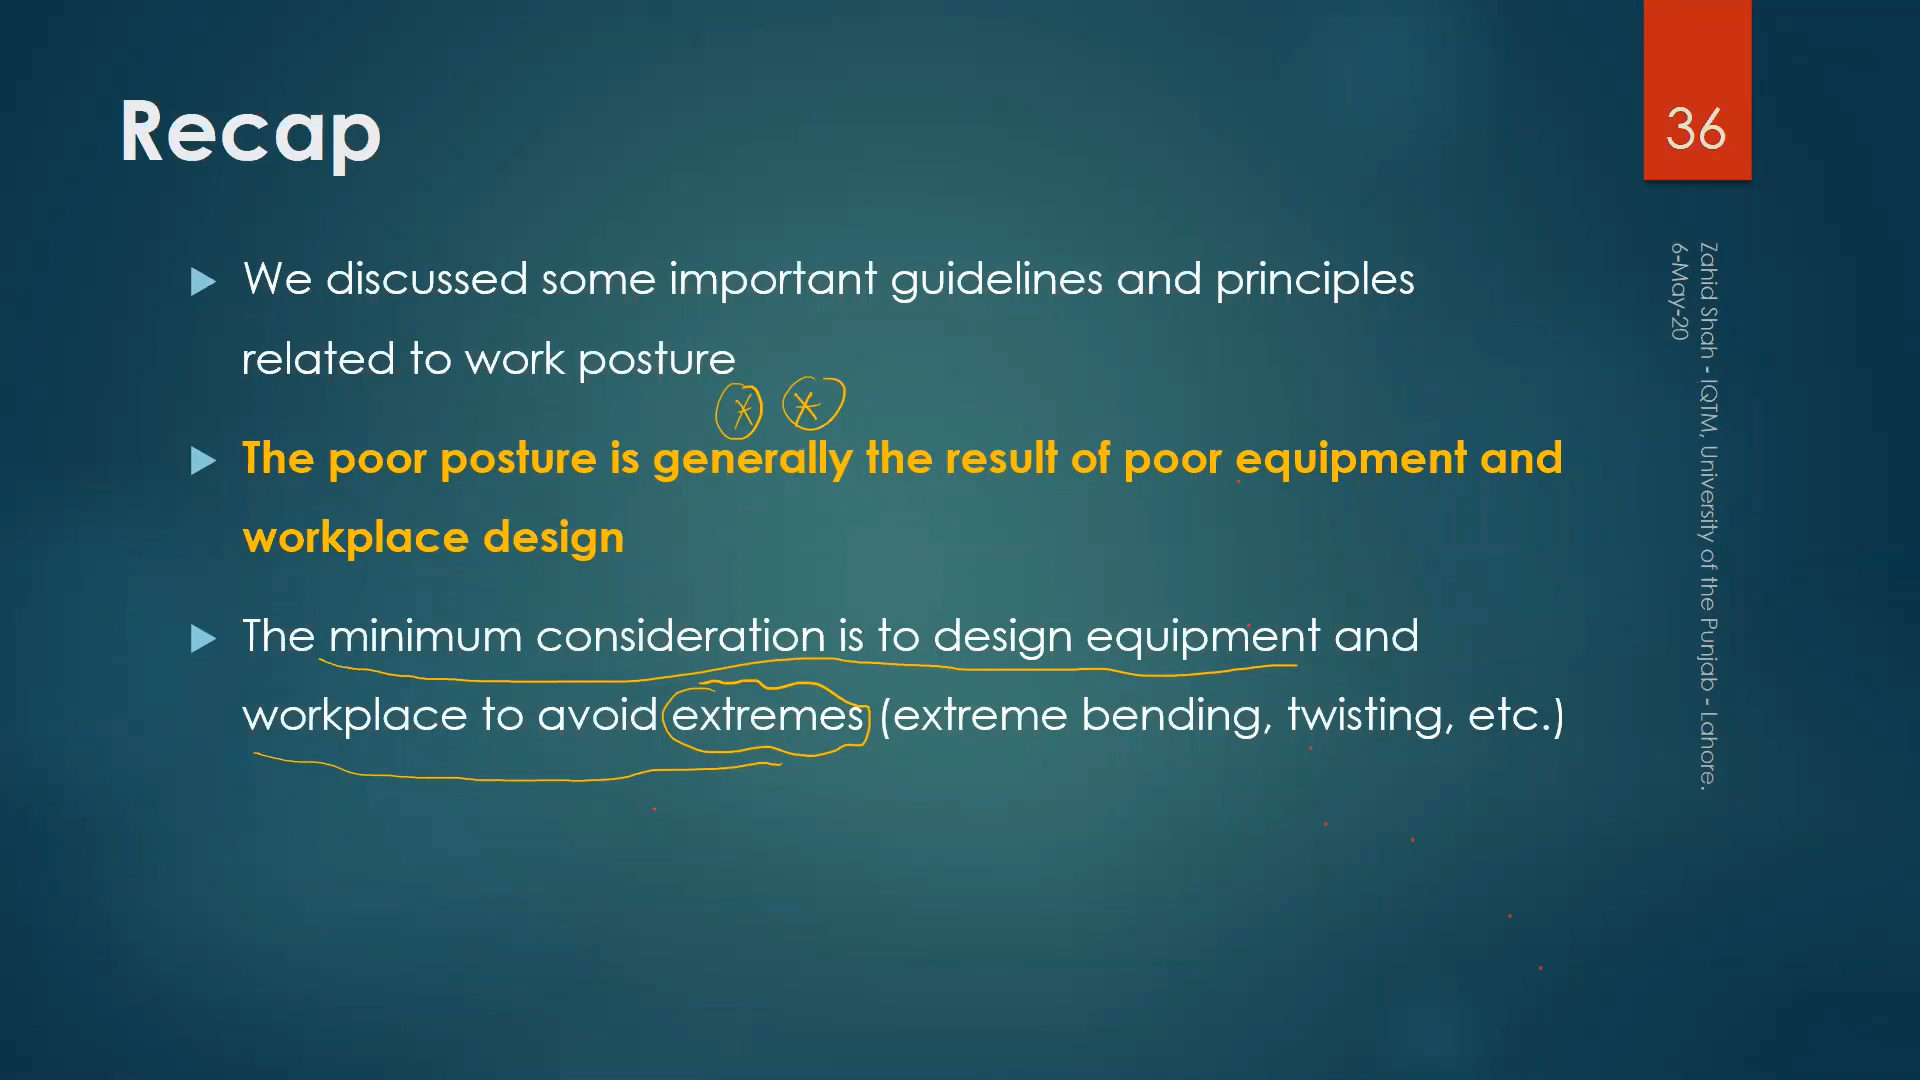 Recap
36
We discussed some important guidelines and principles
related to work posture
The poor posture is generally the result of poor equipment and
workplace design
The minimum consideration is to design equipment and
workplace to avoid extremes (extreme bending, twisting, etc.)
Zahid Shah - IQTM, University of the Punjab - Lahore.
6-May-20